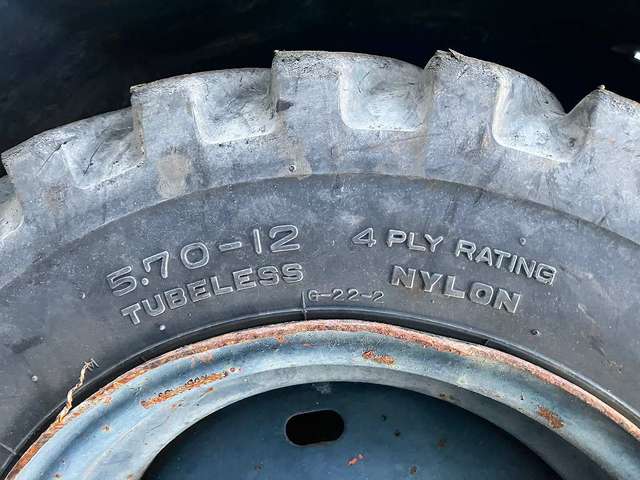 5.70-12
TUBELESS
4 PLY RATING
NYLON
G-22-2